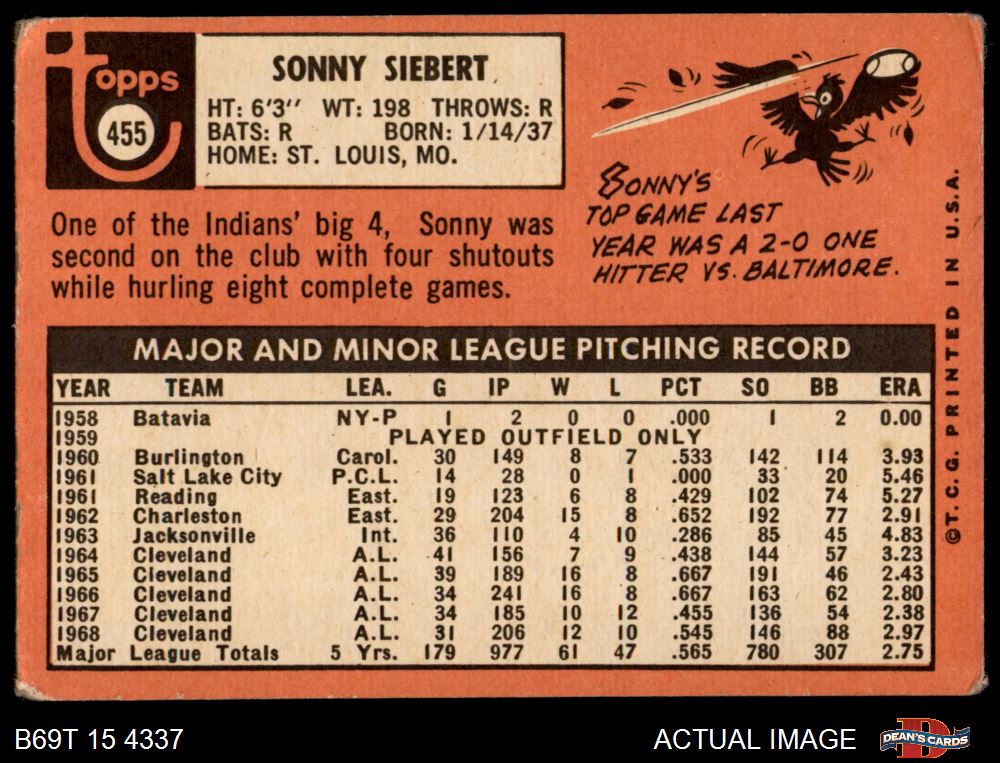 topps
455
SONNY SIEBERT
HT: 6'3" WT: 198 THROWS: R
BATS: R BORN: 1/14/37
HOME: ST. LOUIS, MO.
One of the Indians' big 4, Sonny was
second on the club with four shutouts
while hurling eight complete games.
SONNY'S
TOP GAME LAST
YEAR WAS A 2-0 ONE
HITTER VS. BALTIMORE.
©T.C.G. PRINTED IN U.S.A.
MAJOR AND MINOR LEAGUE PITCHING RECORD
YEAR TEAM LEA. G IP W L PCT SO BB ERA
1958 Batavia NY-P 1 2 0 0 .000 1 2 0.00
1959 PLAYED OUTFIELD ONLY
1960 Burlington Carol. 30 149 8 7 .533 142 114 3.93
1961 Salt Lake City P.C.L. 14 28 0 1 .000 33 20 5.46
1961 Reading East. 19 123 6 8 .429 102 74 5.27
1962 Charleston East. 29 204 15 8 .652 192 77 2.91
1963 Jacksonville Int. 36 110 4 10 .286 85 45 4.83
1964 Cleveland A.L. 41 156 7 9 .438 144 57 3.23
1965 Cleveland A.L. 39 189 16 8 .667 191 46 2.43
1966 Cleveland A.L. 34 241 16 8 .667 163 62 2.80
1967 Cleveland A.L. 34 185 10 12 .455 136 54 2.38
1968 Cleveland A.L. 31 206 12 10 .545 146 88 2.97
Major League Totals 5 Yrs. 179 977 61 47 .565 780 307 2.75
B69T 15 4337
ACTUAL IMAGE
DEAN'S CARDS